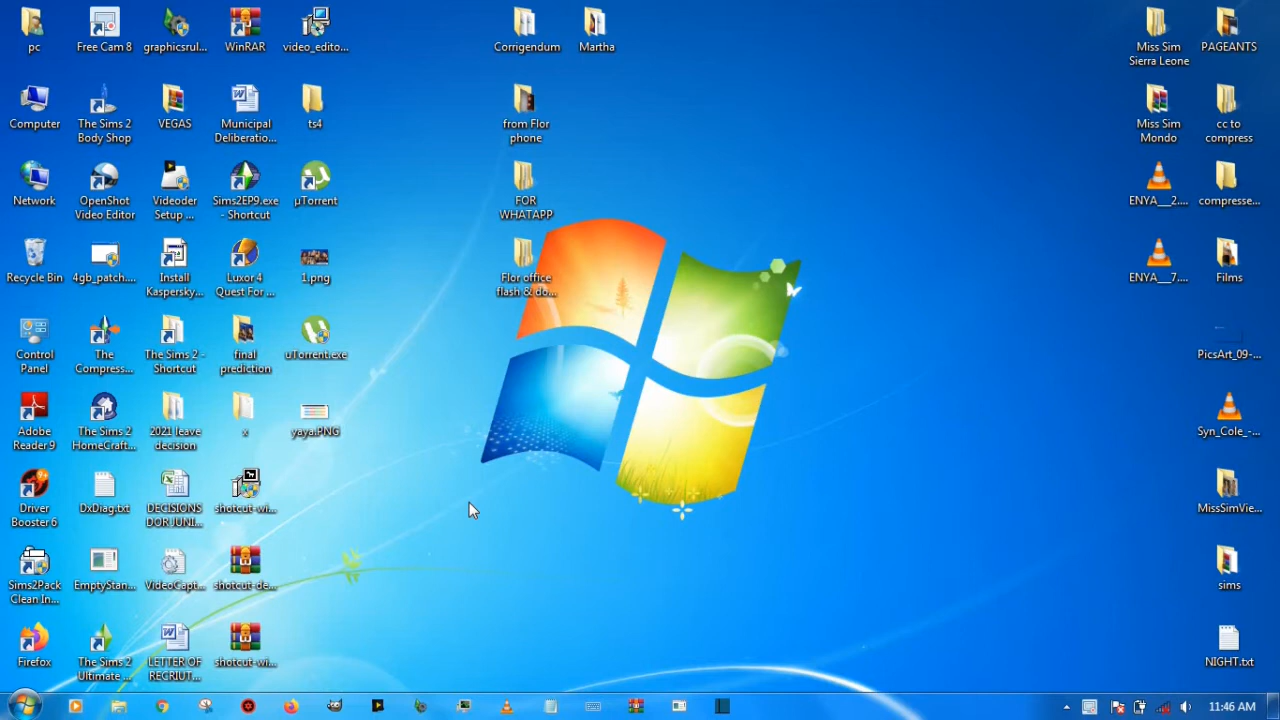 pc
Free Cam 8
graphicsrul...
WinRAR
video_edito...
Corrigendum
Martha
Miss Sim
Sierra Leone
PAGEANTS
Computer
The Sims 2
Body Shop
VEGAS
Municipal
Deliberatio...
ts4
from Flor
phone
Miss Sim
Mondo
cc to
compress
Network
OpenShot
Video Editor
Videoder
Setup ...
Sims2EP9.exe
- Shortcut
µTorrent
FOR
WHATAPP
ENYA___2....
compresse...
Recycle Bin
4gb_patch....
Install
Kaspersky...
Luxor 4
Quest For ...
1.png
Flor office
flash & do...
ENYA___7....
Films
Control
Panel
The
Compress...
The Sims 2 -
Shortcut
final
prediction
uTorrent.exe
PicsArt_09-...
Adobe
Reader 9
The Sims 2
HomeCraft...
2021 leave
decision
x
yaya.PNG
Syn_Cole_-...
Driver
Booster 6
DxDiag.txt
DECISIONS
DOR JUNI...
shotcut-wi...
MissSimVie...
Sims2Pack
Clean In...
EmptyStan...
VideoCapt...
shotcut-de...
sims
Firefox
The Sims 2
Ultimate ...
LETTER OF
RECRIUT...
shotcut-wi...
NIGHT.txt
11:46 AM